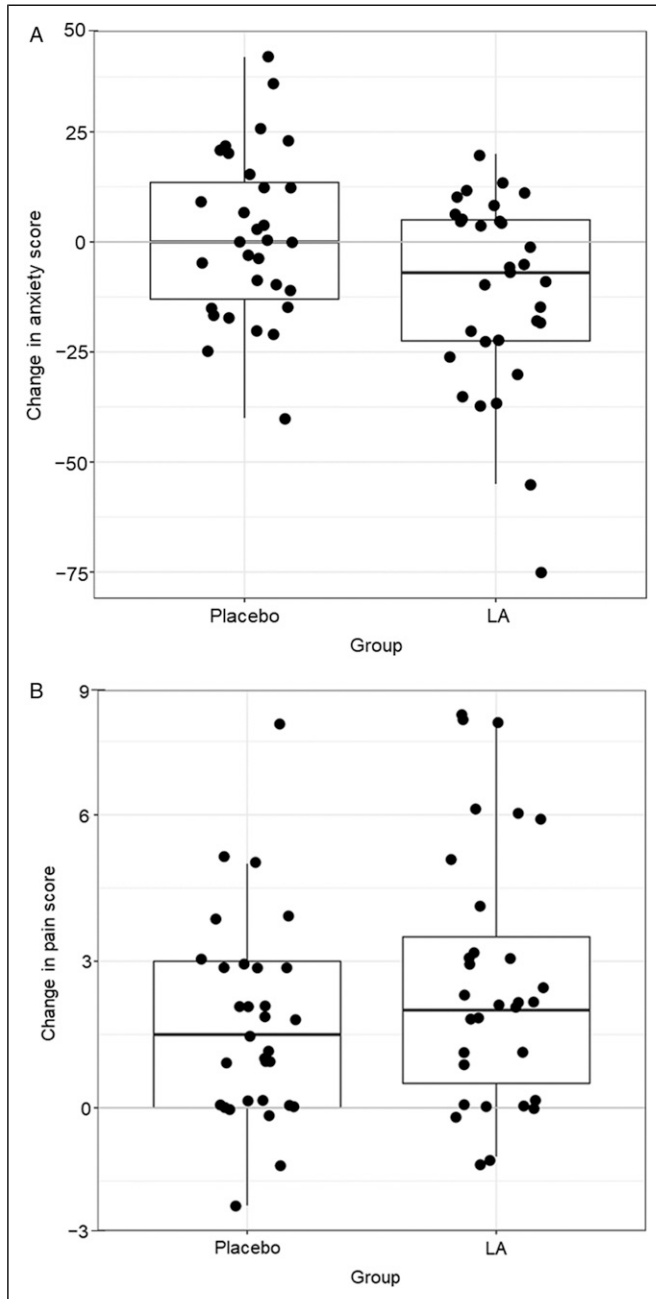 A
50
25
0
−25
−50
−75
Change in anxiety score
Placebo LA
Group
B
9
6
3
0
−3
Change in pain score
Placebo LA
Group